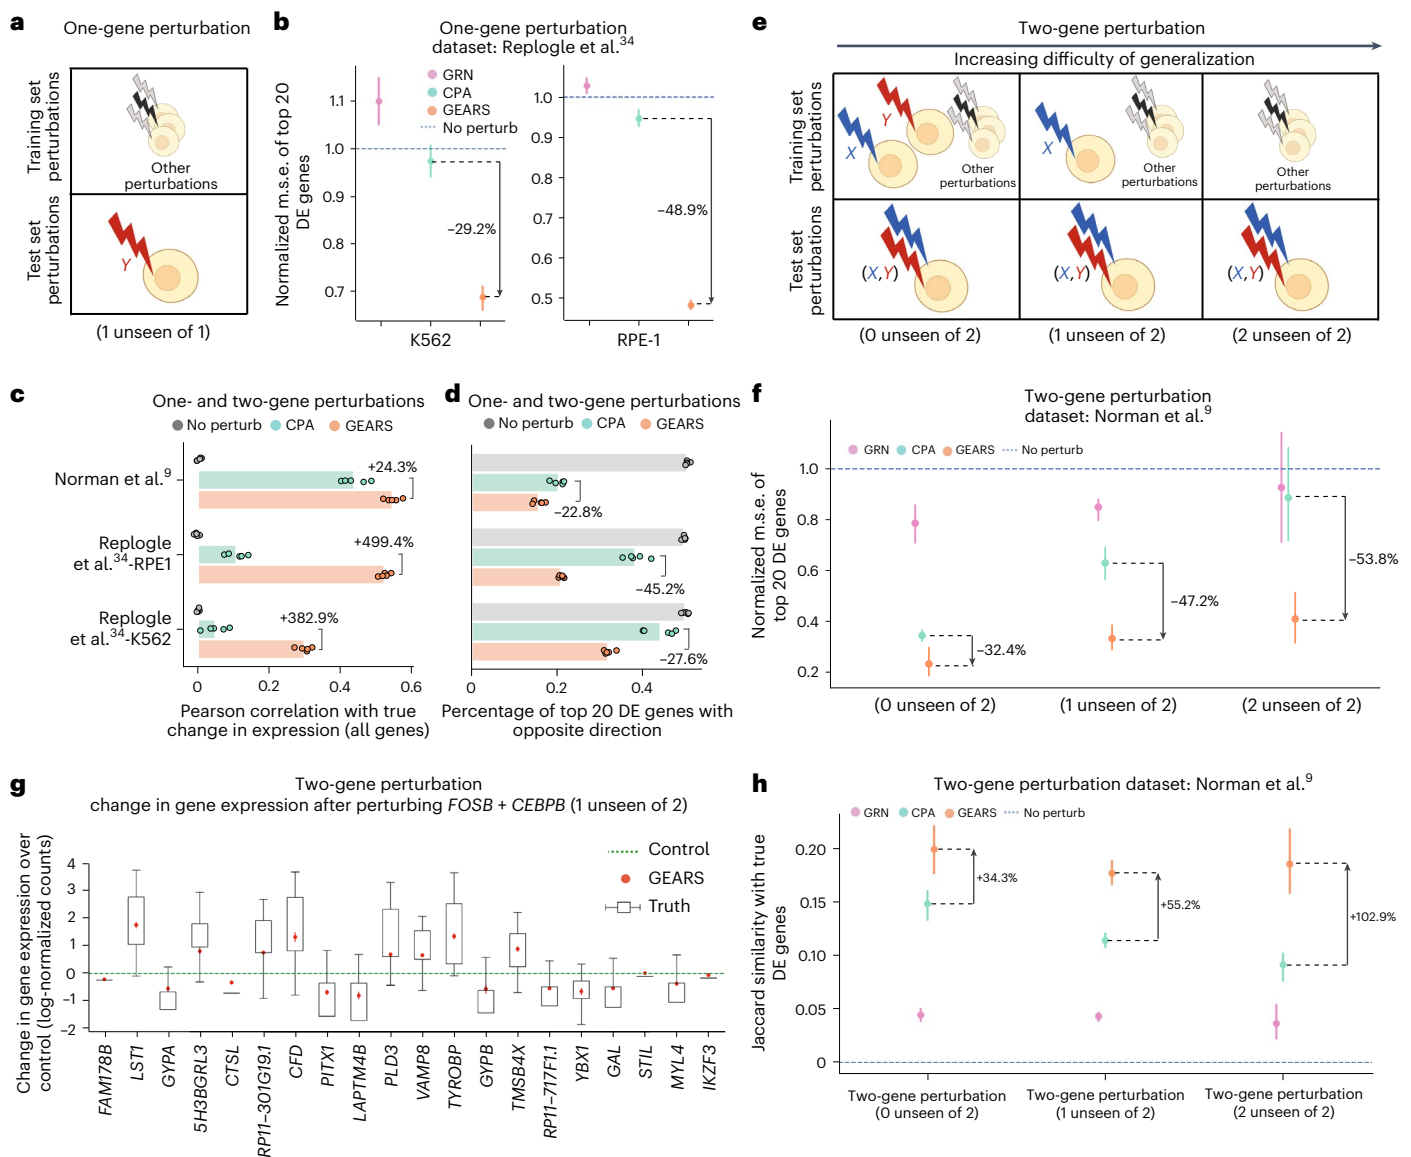 a
One-gene perturbation
Training set
perturbations
Other
perturbations
Test set
perturbations
Y
(1 unseen of 1)
b
One-gene perturbation
dataset: Replogle et al.34
Normalized m.s.e. of top 20
DE genes
GRN
CPA
GEARS
No perturb
11
1.0
0.9
0.8
0.7
−29.2%
K562
1.0
0.9
0.8
0.7
0.6
0.5
−48.9%
RPE-1
e
Two-gene perturbation
Increasing difficulty of generalization
Training set
perturbations
X
Y
Other
perturbations
X
Other
perturbations
Other
perturbations
Test set
perturbations
(X,Y)
(X,Y)
(X,Y)
(0 unseen of 2)
(1 unseen of 2)
(2 unseen of 2)
c
One- and two-gene perturbations
No perturb
CPA
GEARS
Norman et al.9
+24.3%
Replogle
et al.34-RPE1
+499.4%
Replogle
et al.34-K562
+382.9%
0
0.2
0.4
0.6
Pearson correlation with true
change in expression (all genes)
d
One- and two-gene perturbations
No perturb
CPA
GEARS
−22.8%
−45.2%
−27.6%
0
0.2
0.4
Percentage of top 20 DE genes with
opposite direction
f
Two-gene perturbation
dataset: Norman et al.9
GRN
CPA
GEARS
No perturb
Normalized m.s.e. of
top 20 DE genes
1.0
0.8
0.6
0.4
0.2
−32.4%
−47.2%
−53.8%
(0 unseen of 2)
(1 unseen of 2)
(2 unseen of 2)
g
Two-gene perturbation
change in gene expression after perturbing FOSB + CEBPB (1 unseen of 2)
Change in gene expression over
control (log-normalized counts)
4
3
2
1
0
−1
−2
Control
GEARS
Truth
FAM178B
LST1
GYPA
5H3BGRL3
CTSL
RP11–301G19.1
CFD
PITX1
LAPTM4B
PLD3
VAMP8
TYROBP
GYPB
TMSB4X
RP11–717F1.1
YBX1
GAL
STIL
MYL4
IKZF3
h
Two-gene perturbation dataset: Norman et al.9
GRN
CPA
GEARS
No perturb
Jaccard similarity with true
DE genes
0.20
0.15
0.10
0.05
0
+34.3%
+55.2%
+102.9%
Two-gene perturbation
(0 unseen of 2)
Two-gene perturbation
(1 unseen of 2)
Two-gene perturbation
(2 unseen of 2)